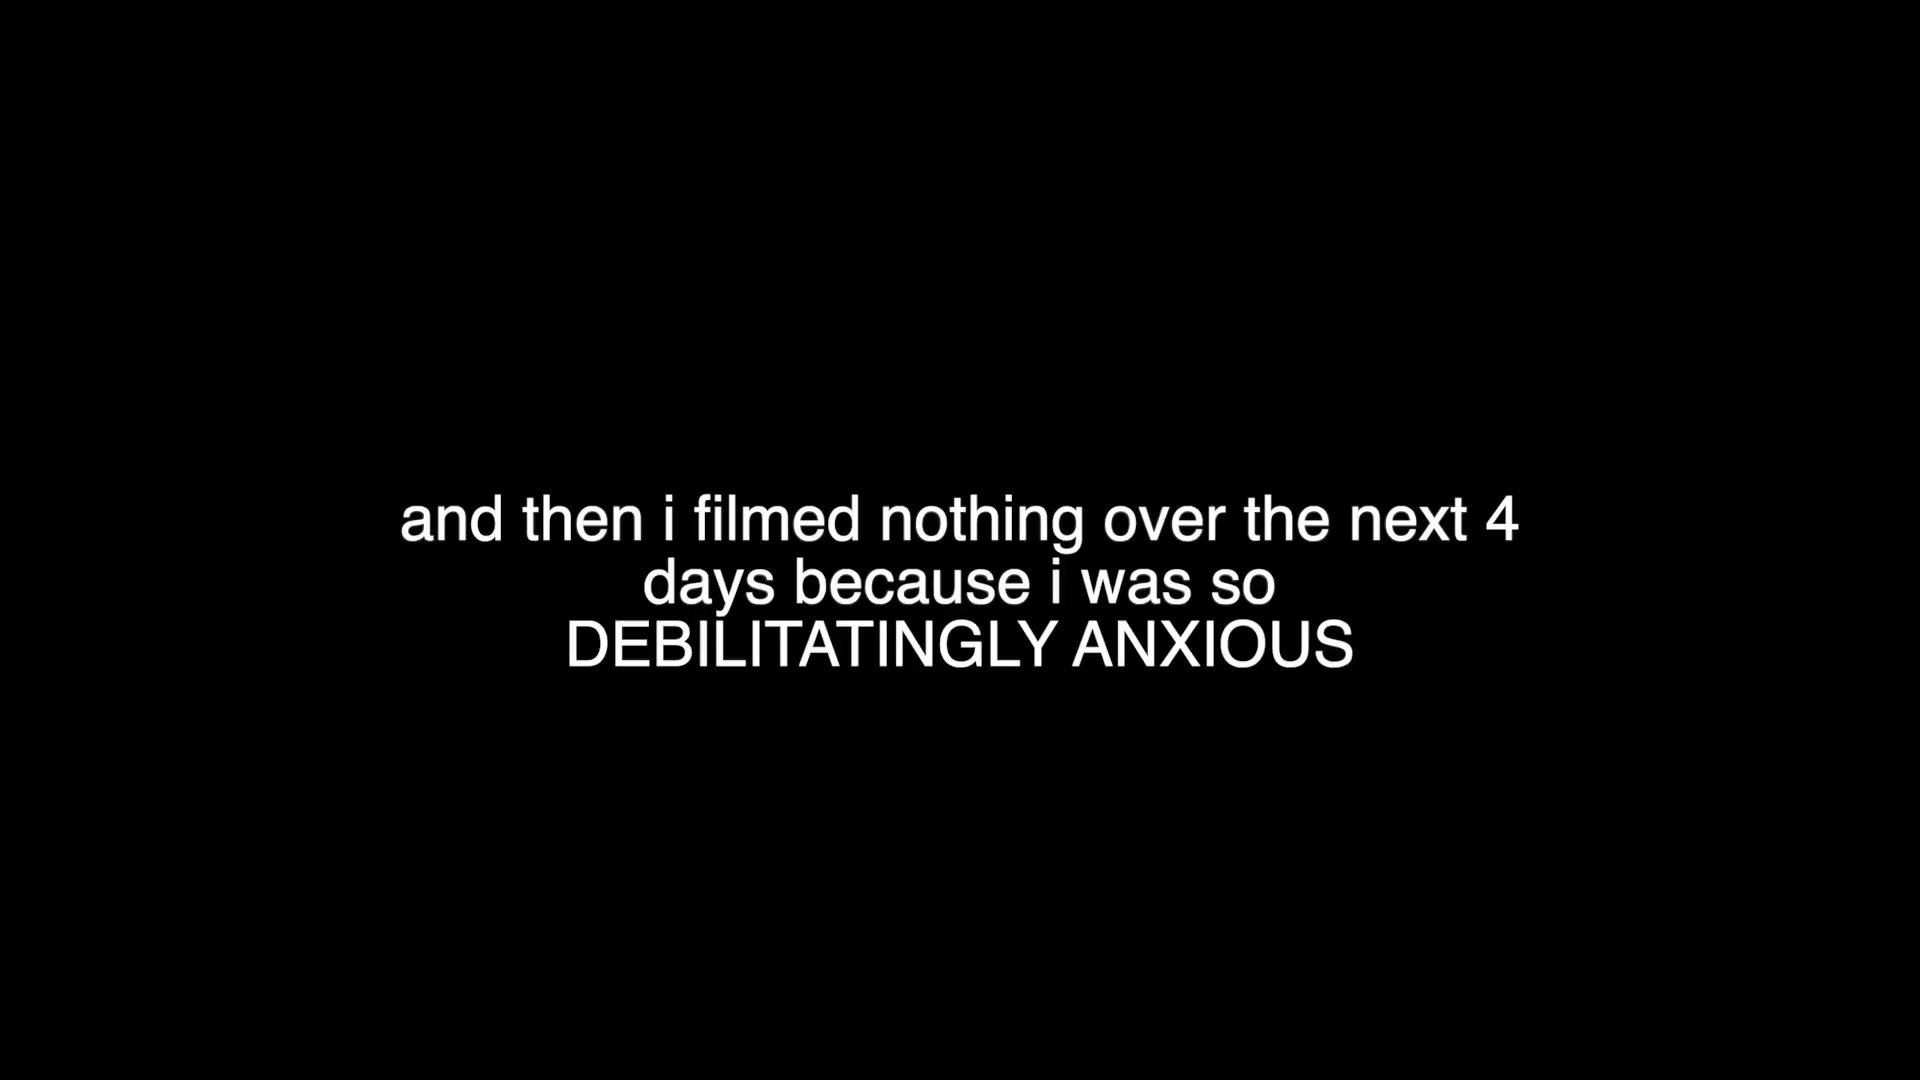 and then i filmed nothing over the next 4
days because i was so
DEBILITATINGLY ANXIOUS